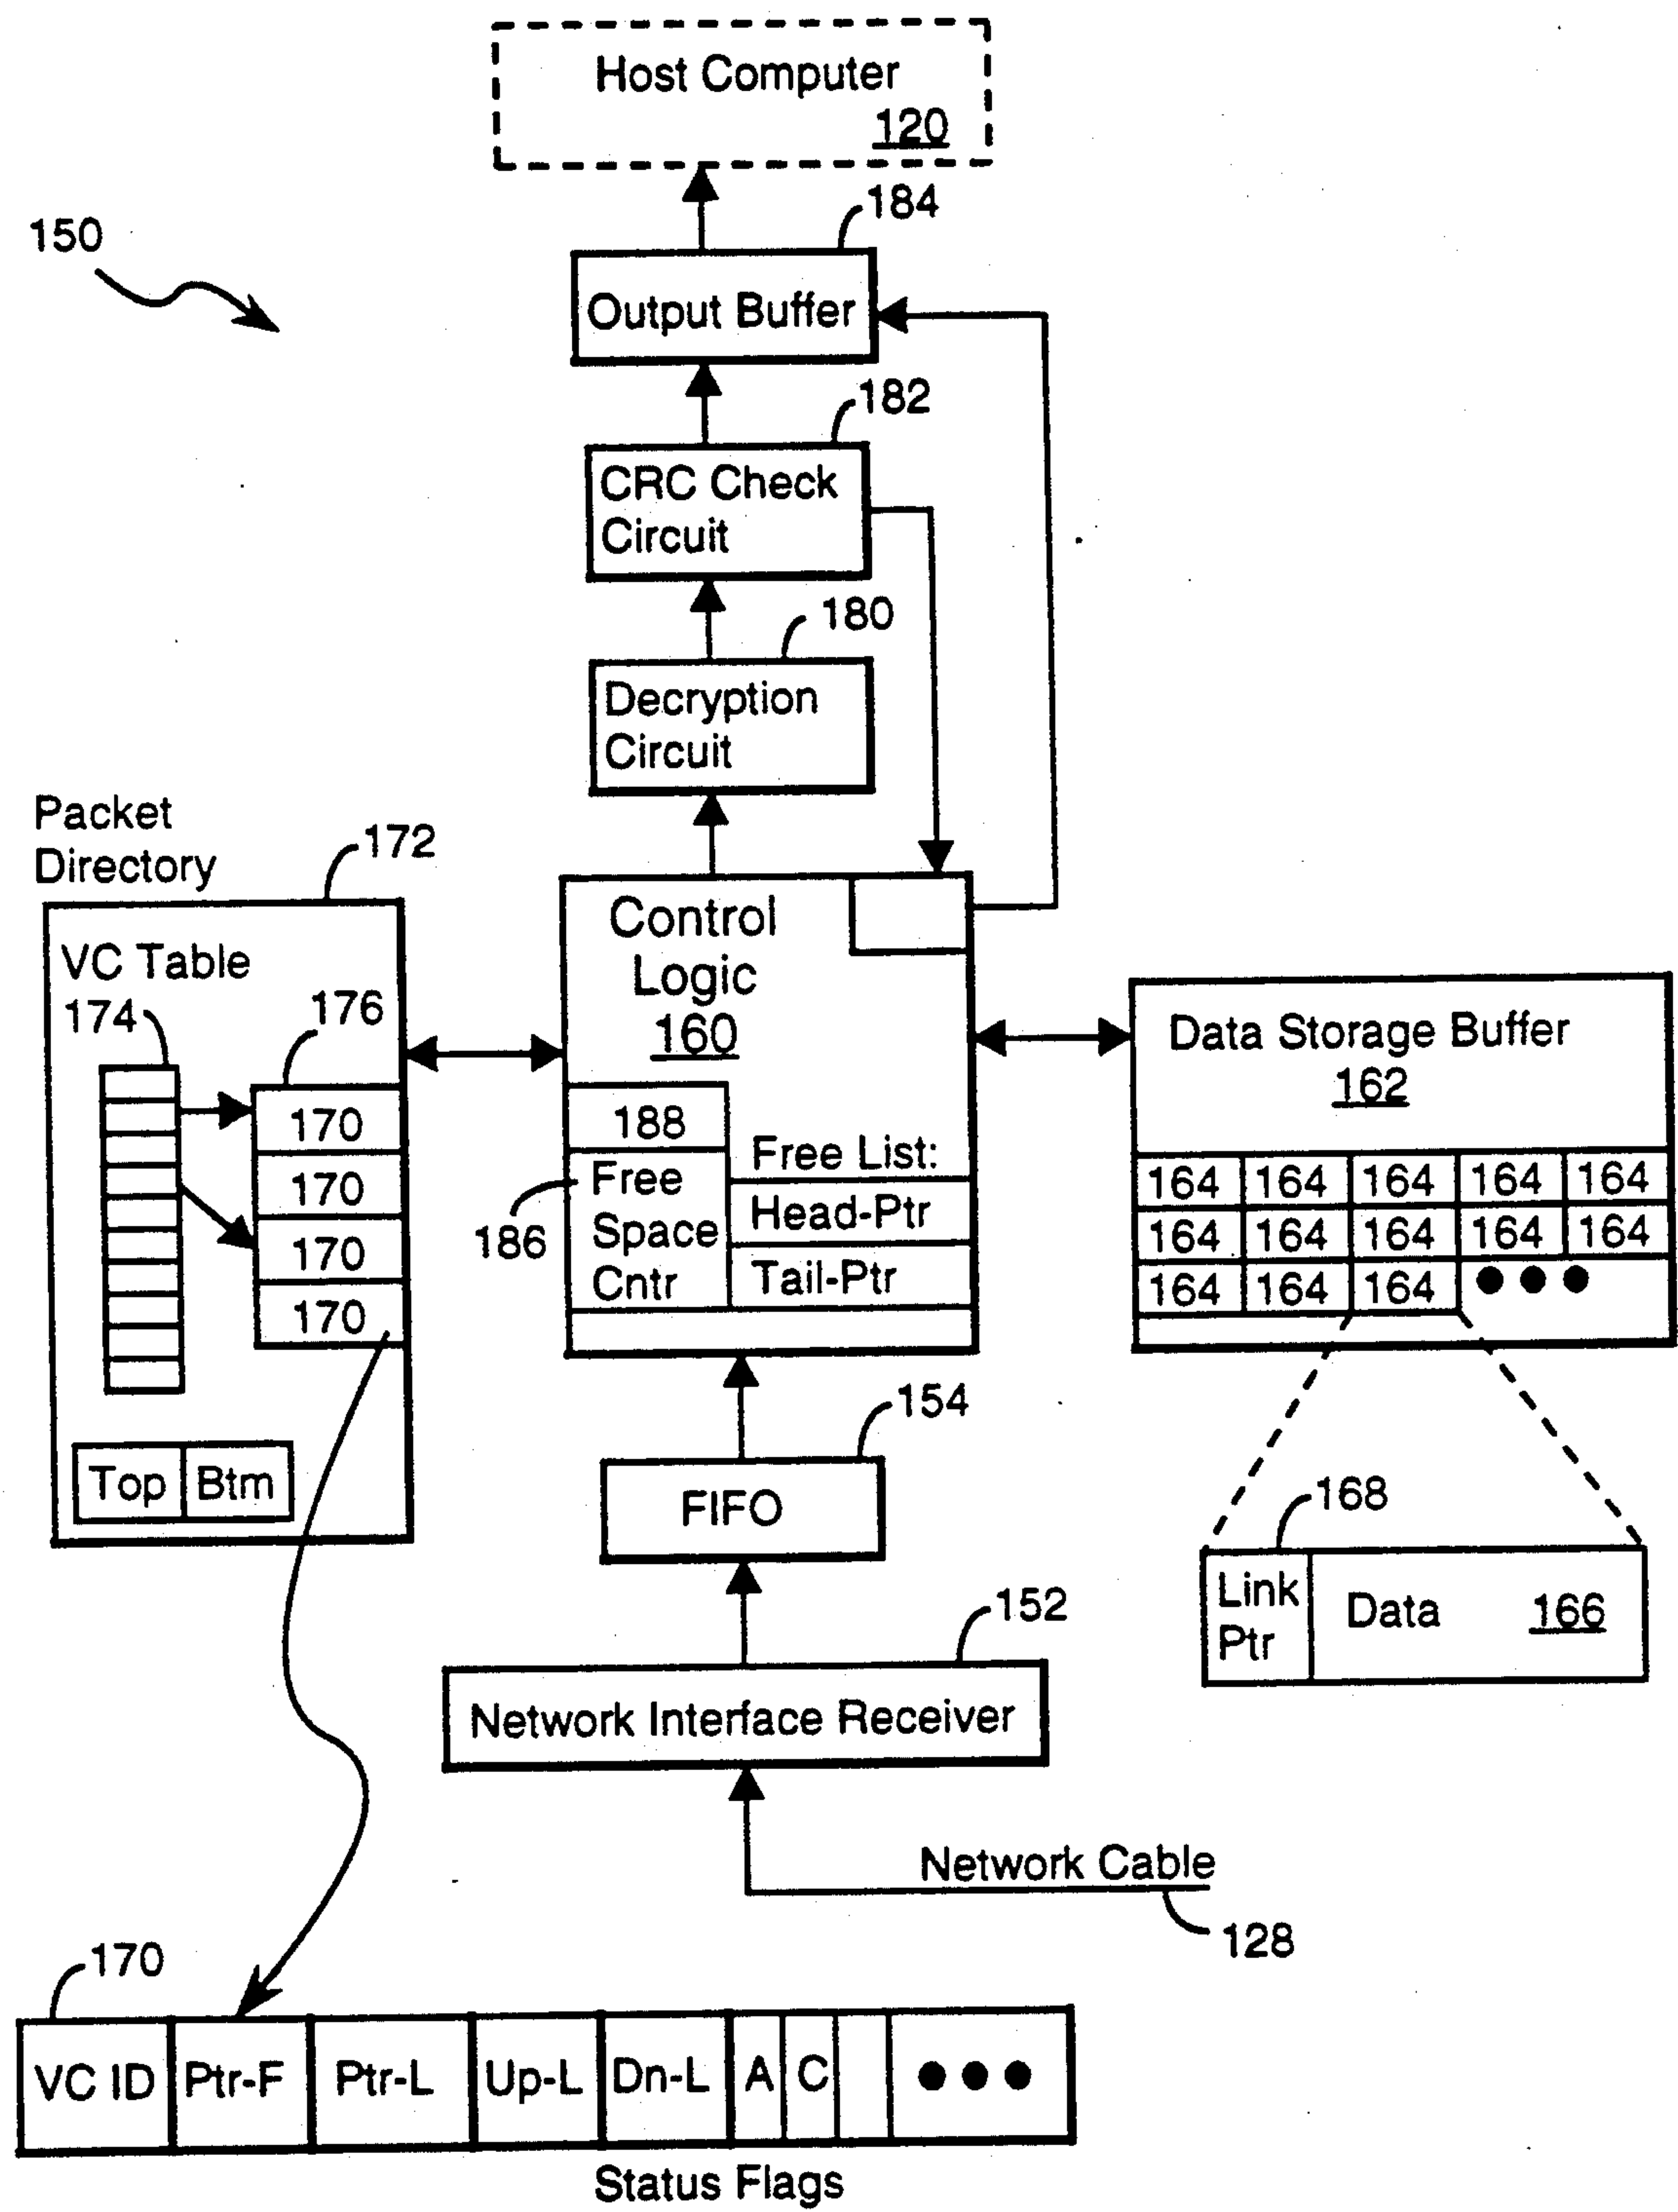 Host Computer
120
184
150
Output Buffer
182
CRC Check
Circuit
180
Decryption
Circuit
Packet
Directory
172
VC Table
174
176
170
170
170
170
Top Btm
Control
Logic
160
188
Free List:
186
Free
Space
Cntr
Head-Ptr
Tail-Ptr
Data Storage Buffer
162
164 164 164 164 164
164 164 164 164 164
164 164 164 ● ● ●
154
FIFO
168
Link
Ptr
Data 166
152
Network Interface Receiver
Network Cable
128
170
VC ID Ptr-F Ptr-L Up-L Dn-L A C ● ● ●
Status Flags